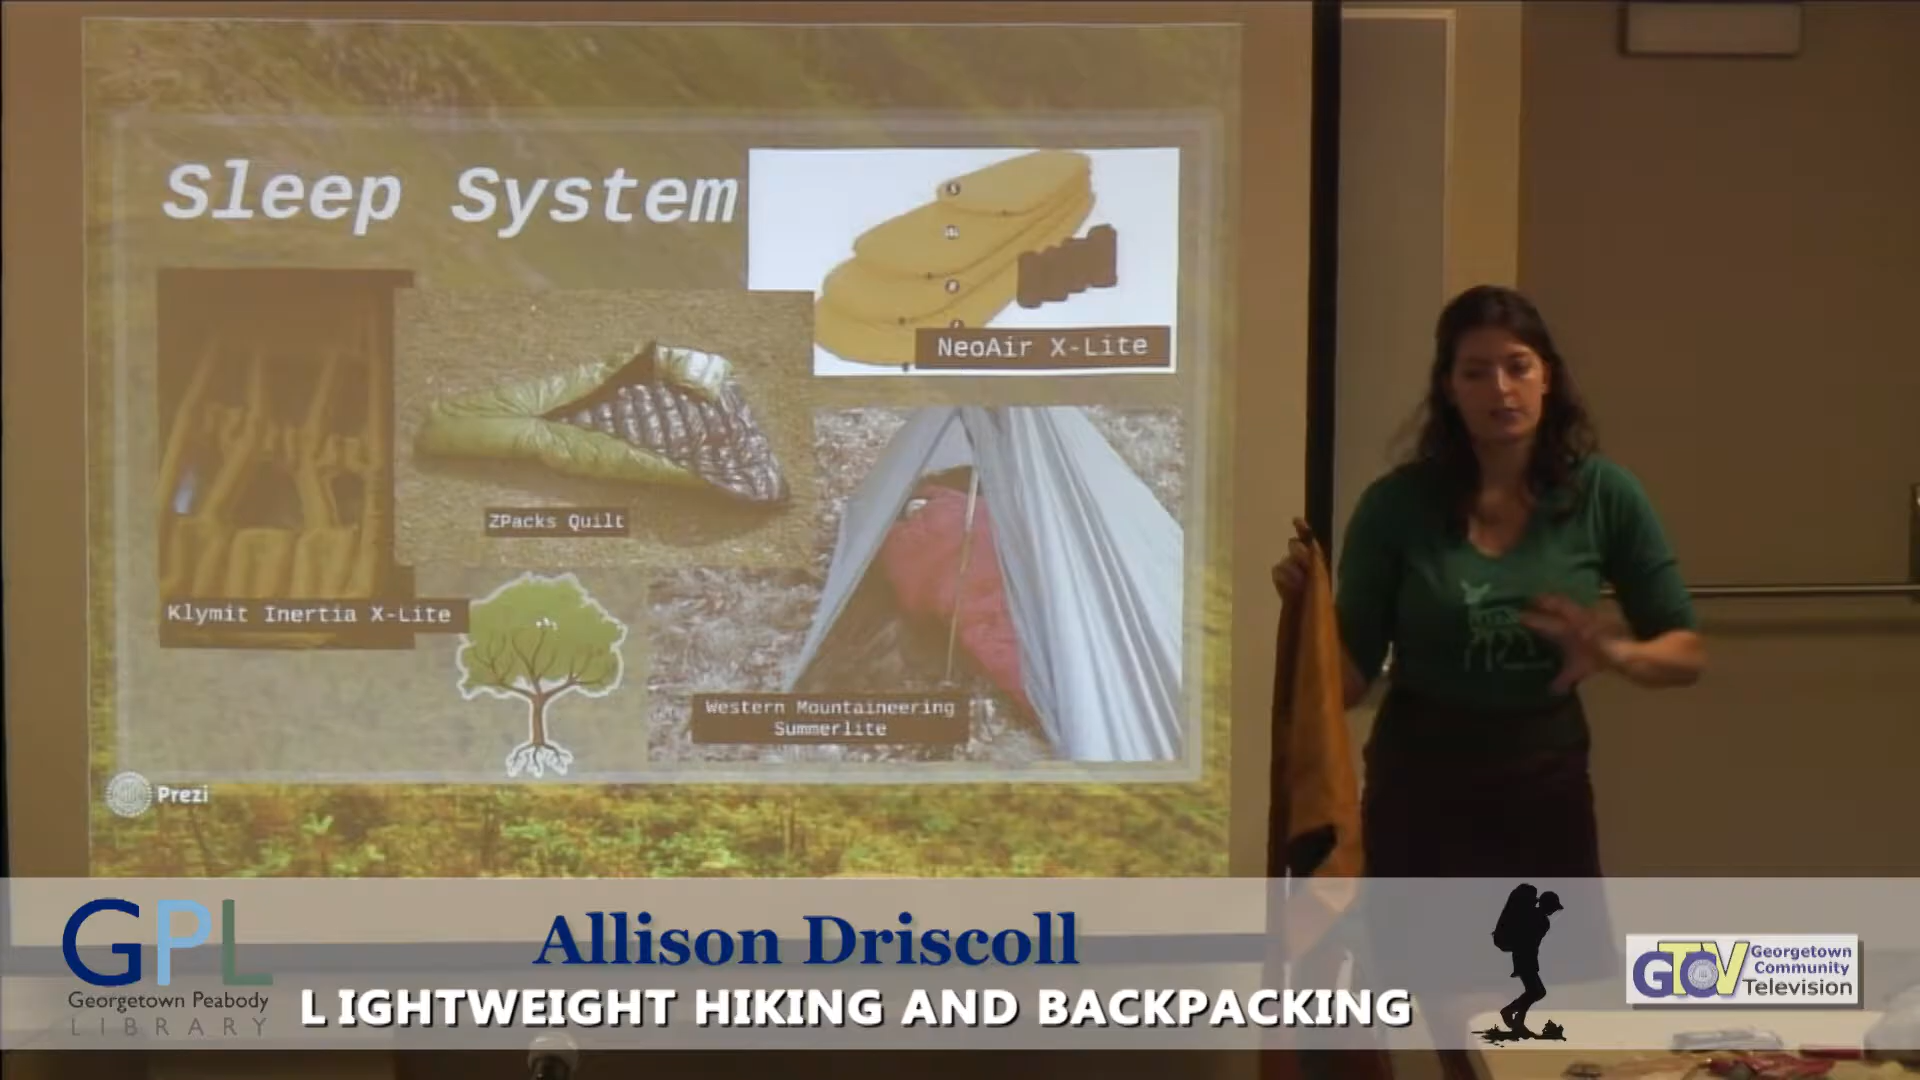 Sleep System
NeoAir X-Lite
ZPacks Quilt
Klymit Inertia X-Lite
Western Mountaineering
Summerlite
Prezi
GPL
Georgetown Peabody
LIBRARY
Allison Driscoll
LIGHTWEIGHT HIKING AND BACKPACKING
GCTV
Georgetown
Community
Television